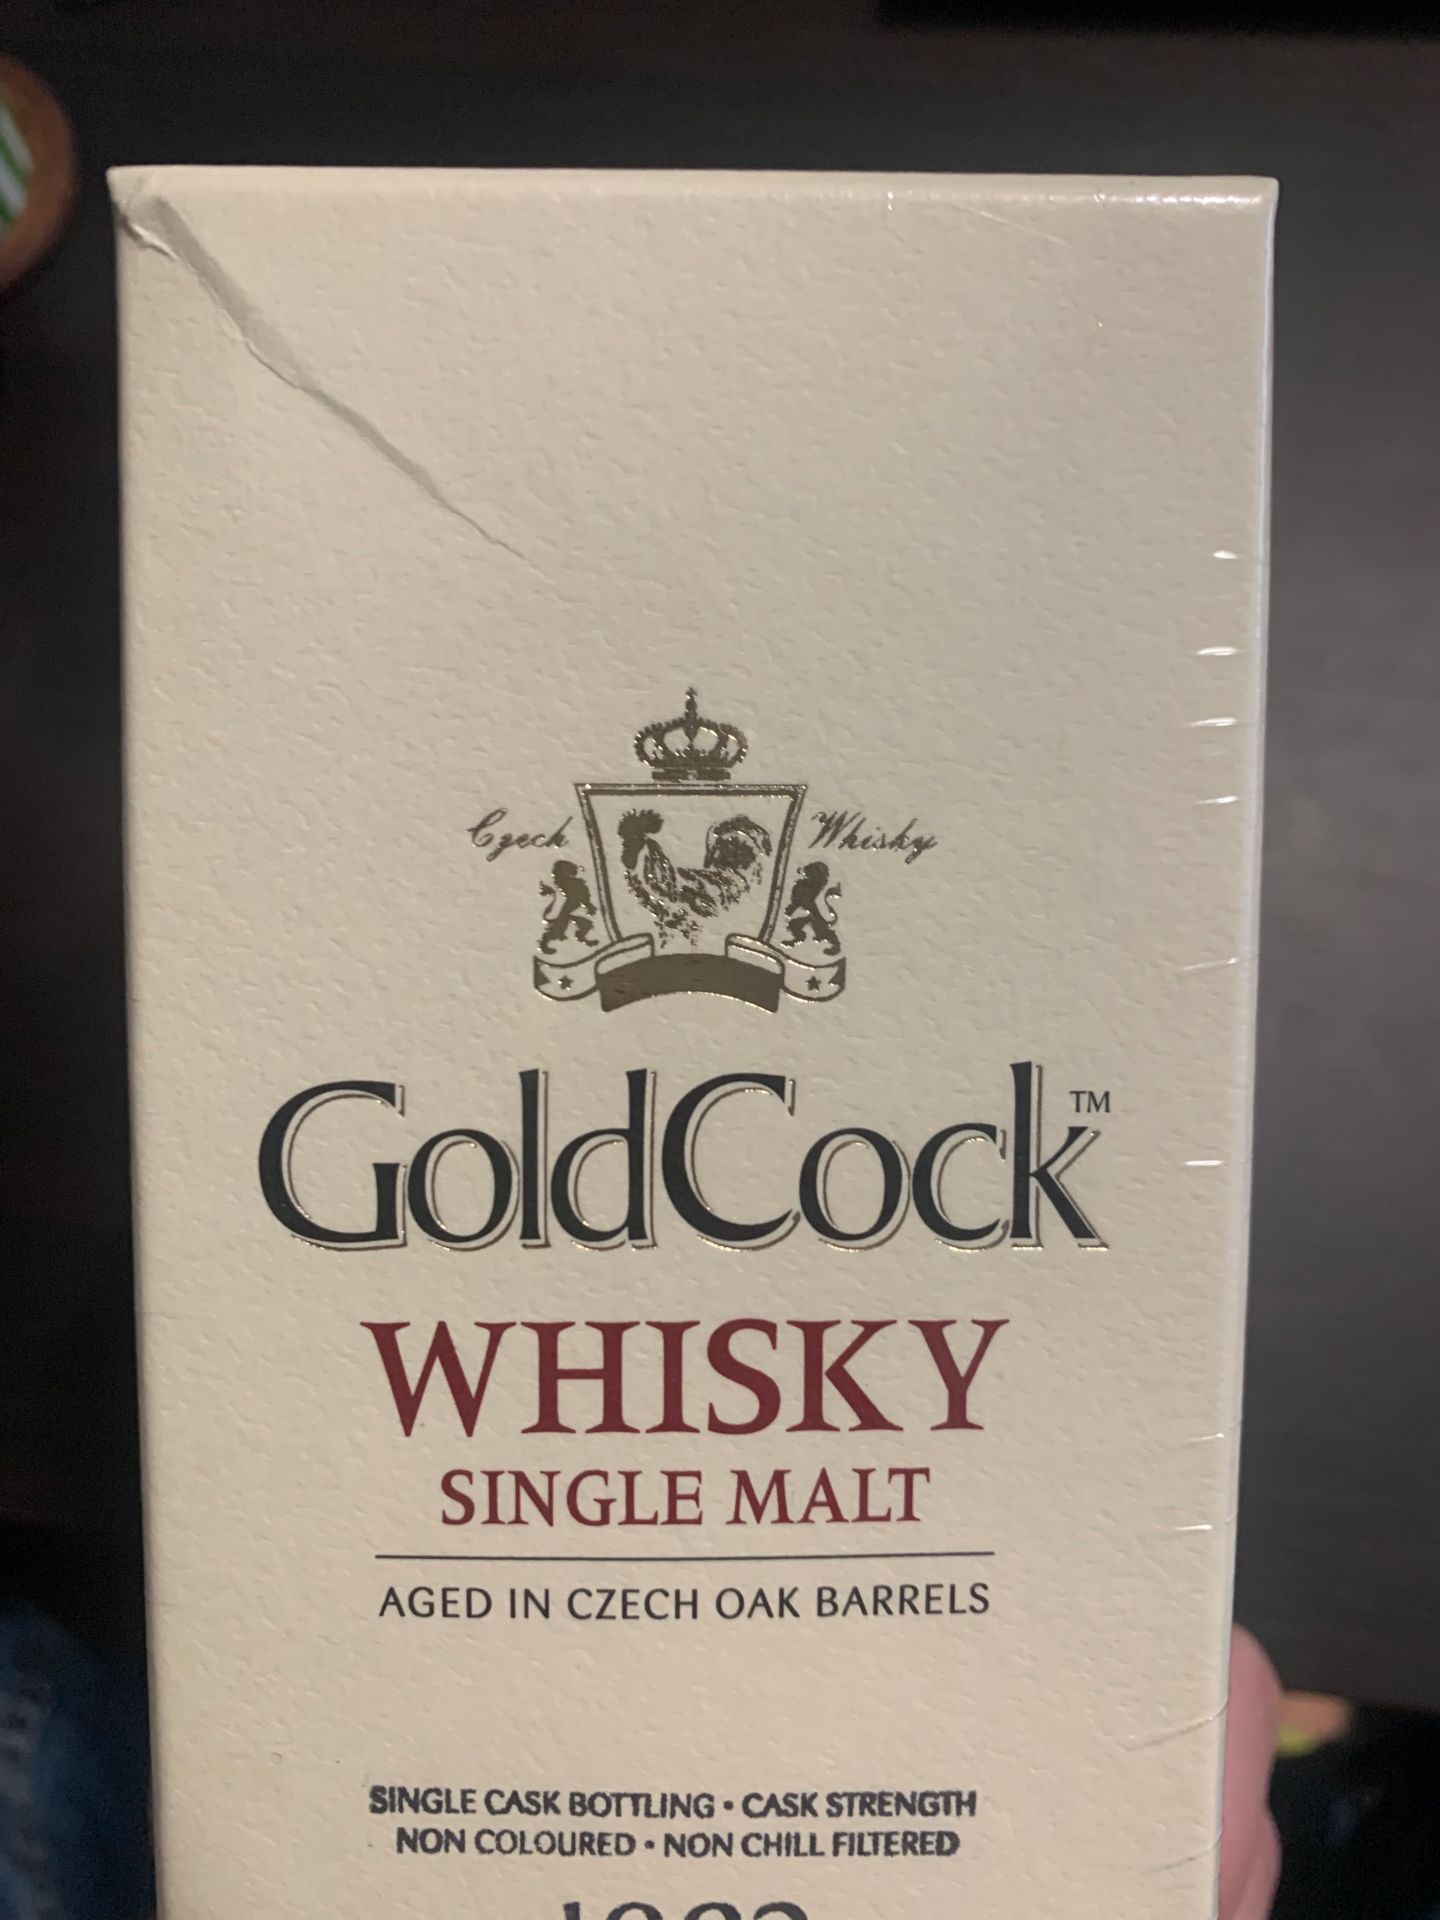 Czech Whisky
GoldCock™
WHISKY
SINGLE MALT
AGED IN CZECH OAK BARRELS
SINGLE CASK BOTTLING • CASK STRENGTH
NON COLOURED • NON CHILL FILTERED